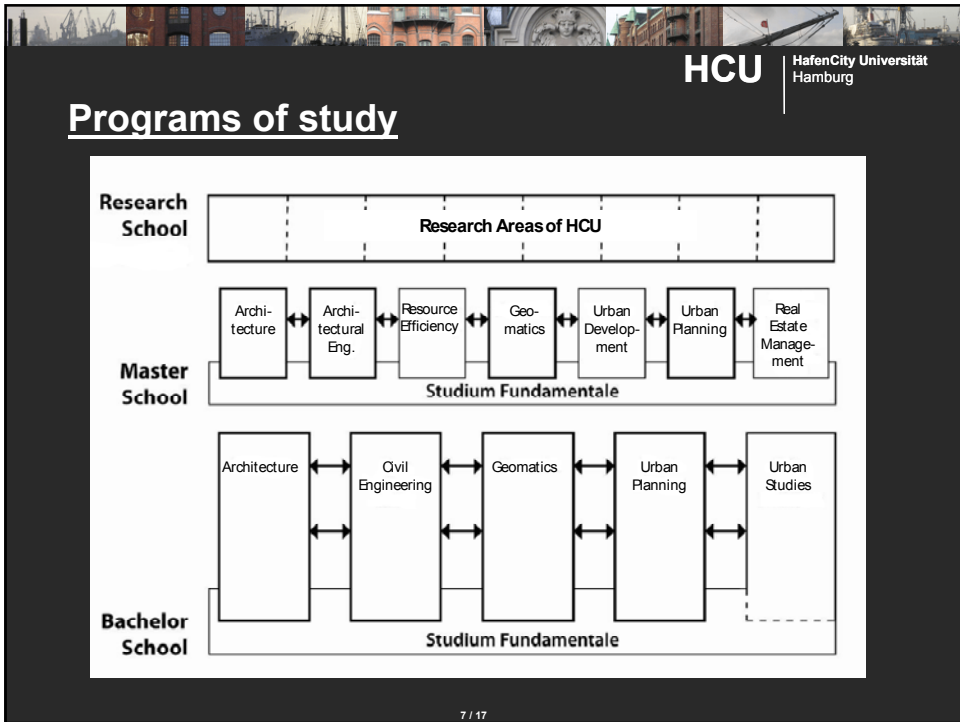 HCU
HafenCity Universität
Hamburg
Programs of study
Research
School
Research Areas of HCU
Archi-
tecture
Archi-
tectural
Eng.
Resource
Efficiency
Geo-
matics
Urban
Develop-
ment
Urban
Planning
Real
Estate
Manage-
ment
Master
School
Studium Fundamentale
Architecture
Civil
Engineering
Geomatics
Urban
Planning
Urban
Studies
Bachelor
School
Studium Fundamentale
7 / 17